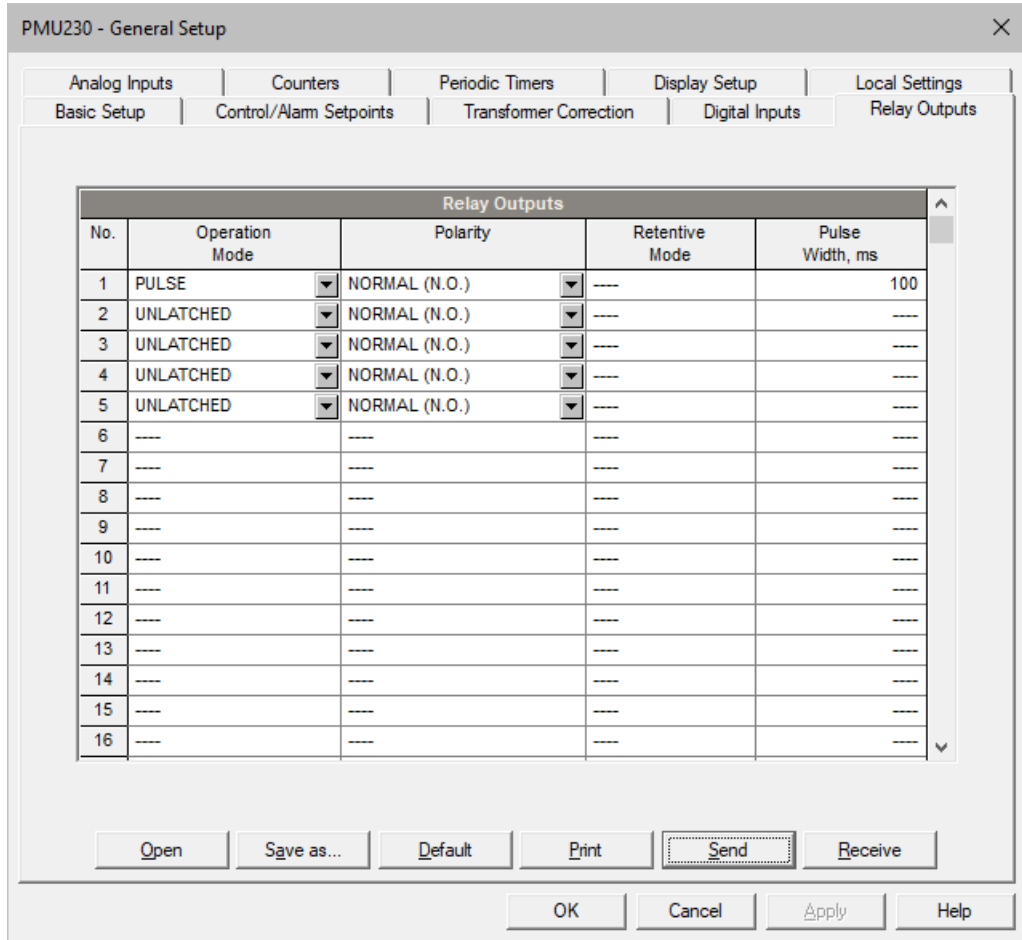 PMU230 - General Setup
Analog Inputs Counters Periodic Timers Display Setup Local Settings
Basic Setup Control/Alarm Setpoints Transformer Correction Digital Inputs Relay Outputs
Relay Outputs
No. Operation Mode Polarity Retentive Mode Pulse Width, ms
1 PULSE NORMAL (N.O.) ---- 100
2 UNLATCHED NORMAL (N.O.) ---- ----
3 UNLATCHED NORMAL (N.O.) ---- ----
4 UNLATCHED NORMAL (N.O.) ---- ----
5 UNLATCHED NORMAL (N.O.) ---- ----
6 ---- ---- ---- ----
7 ---- ---- ---- ----
8 ---- ---- ---- ----
9 ---- ---- ---- ----
10 ---- ---- ---- ----
11 ---- ---- ---- ----
12 ---- ---- ---- ----
13 ---- ---- ---- ----
14 ---- ---- ---- ----
15 ---- ---- ---- ----
16 ---- ---- ---- ----
Open Save as... Default Print Send Receive
OK Cancel Apply Help